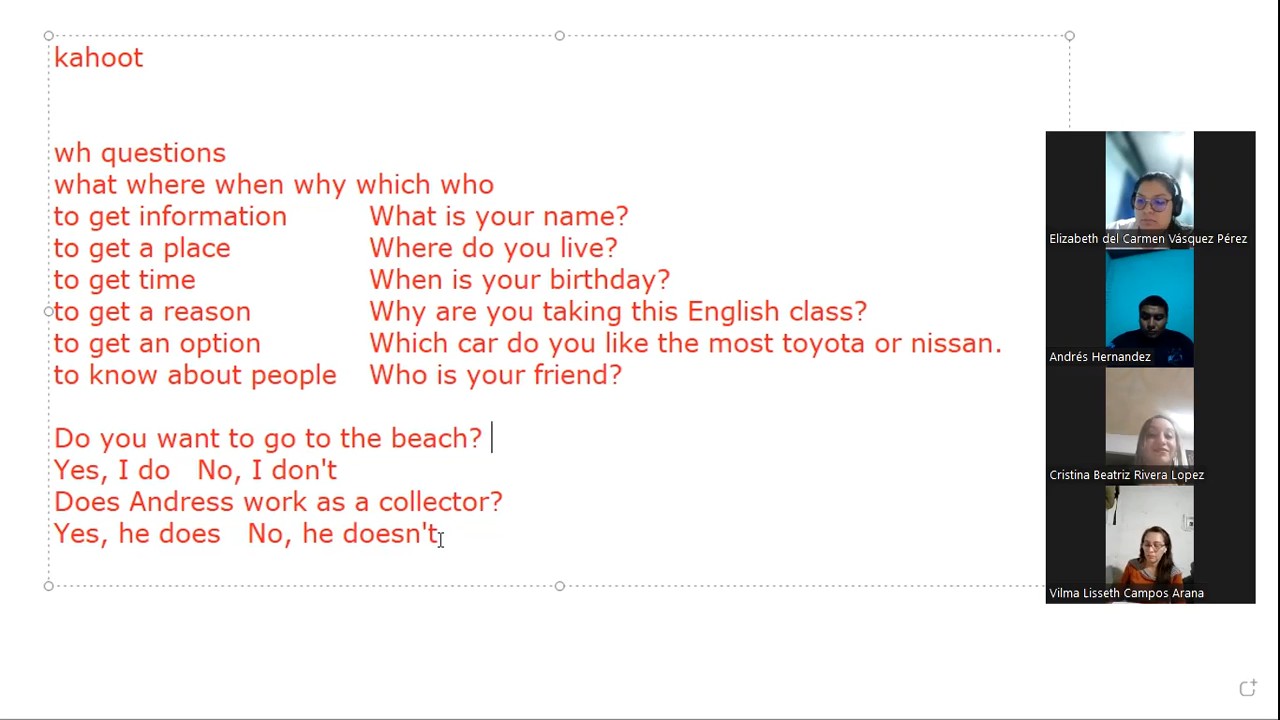 kahoot
wh questions
what where when why which who
to get information What is your name?
to get a place Where do you live?
to get time When is your birthday?
to get a reason Why are you taking this English class?
to get an option Which car do you like the most toyota or nissan.
to know about people Who is your friend?
Do you want to go to the beach?
Yes, I do No, I don't
Does Andress work as a collector?
Yes, he does No, he doesn't
Elizabeth del Carmen Vásquez Pérez
Andrés Hernandez
Cristina Beatriz Rivera Lopez
Vilma Lisseth Campos Arana